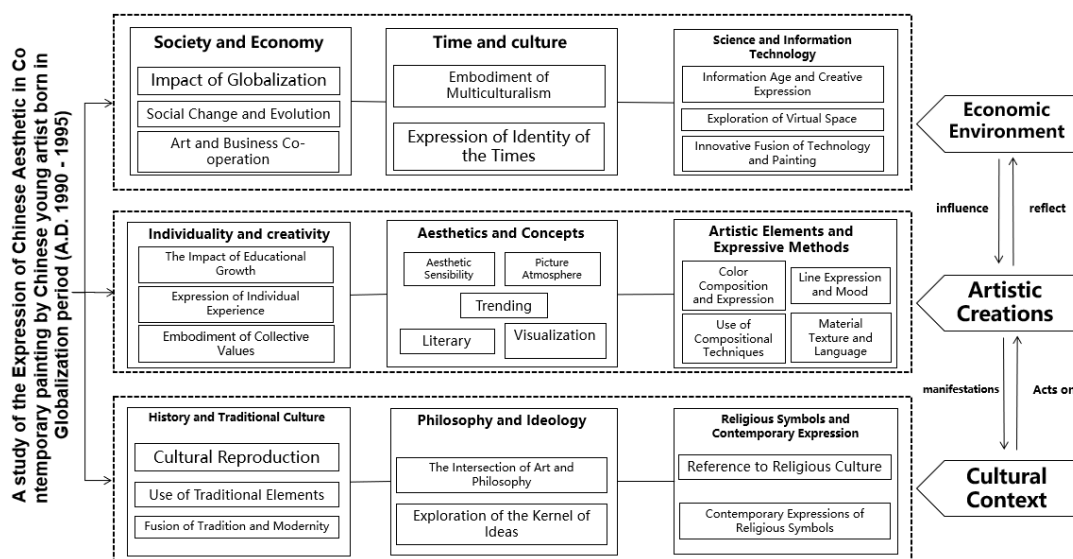 A study of the Expression of Chinese Aesthetic in Co
ntemporary painting by Chinese young artist born in
Globalization period (A.D. 1990 - 1995)
Society and Economy
Impact of Globalization
Social Change and Evolution
Art and Business Co-
operation
Time and culture
Embodiment of
Multiculturalism
Expression of Identity of
the Times
Science and Information
Technology
Information Age and Creative
Expression
Exploration of Virtual Space
Innovative Fusion of Technology
and Painting
Economic
Environment
influence
reflect
Individuality and creativity
The Impact of Educational
Growth
Expression of Individual
Experience
Embodiment of Collective
Values
Aesthetics and Concepts
Aesthetic
Sensibility
Picture
Atmosphere
Trending
Literary
Visualization
Artistic Elements and
Expressive Methods
Color
Composition
and Expression
Line Expression
and Mood
Use of
Compositional
Techniques
Material
Texture and
Language
Artistic
Creations
manifestations
Acts on
History and Traditional Culture
Cultural Reproduction
Use of Traditional Elements
Fusion of Tradition and Modernity
Philosophy and Ideology
The Intersection of Art and
Philosophy
Exploration of the Kernel of
Ideas
Religious Symbols and
Contemporary Expression
Reference to Religious Culture
Contemporary Expressions of
Religious Symbols
Cultural
Context